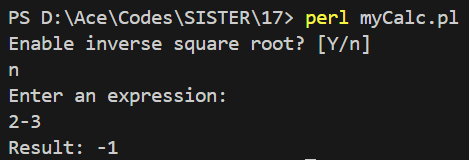 PS D:\Ace\Codes\SISTER\17> perl myCalc.pl
Enable inverse square root? [Y/n]
n
Enter an expression:
2-3
Result: -1